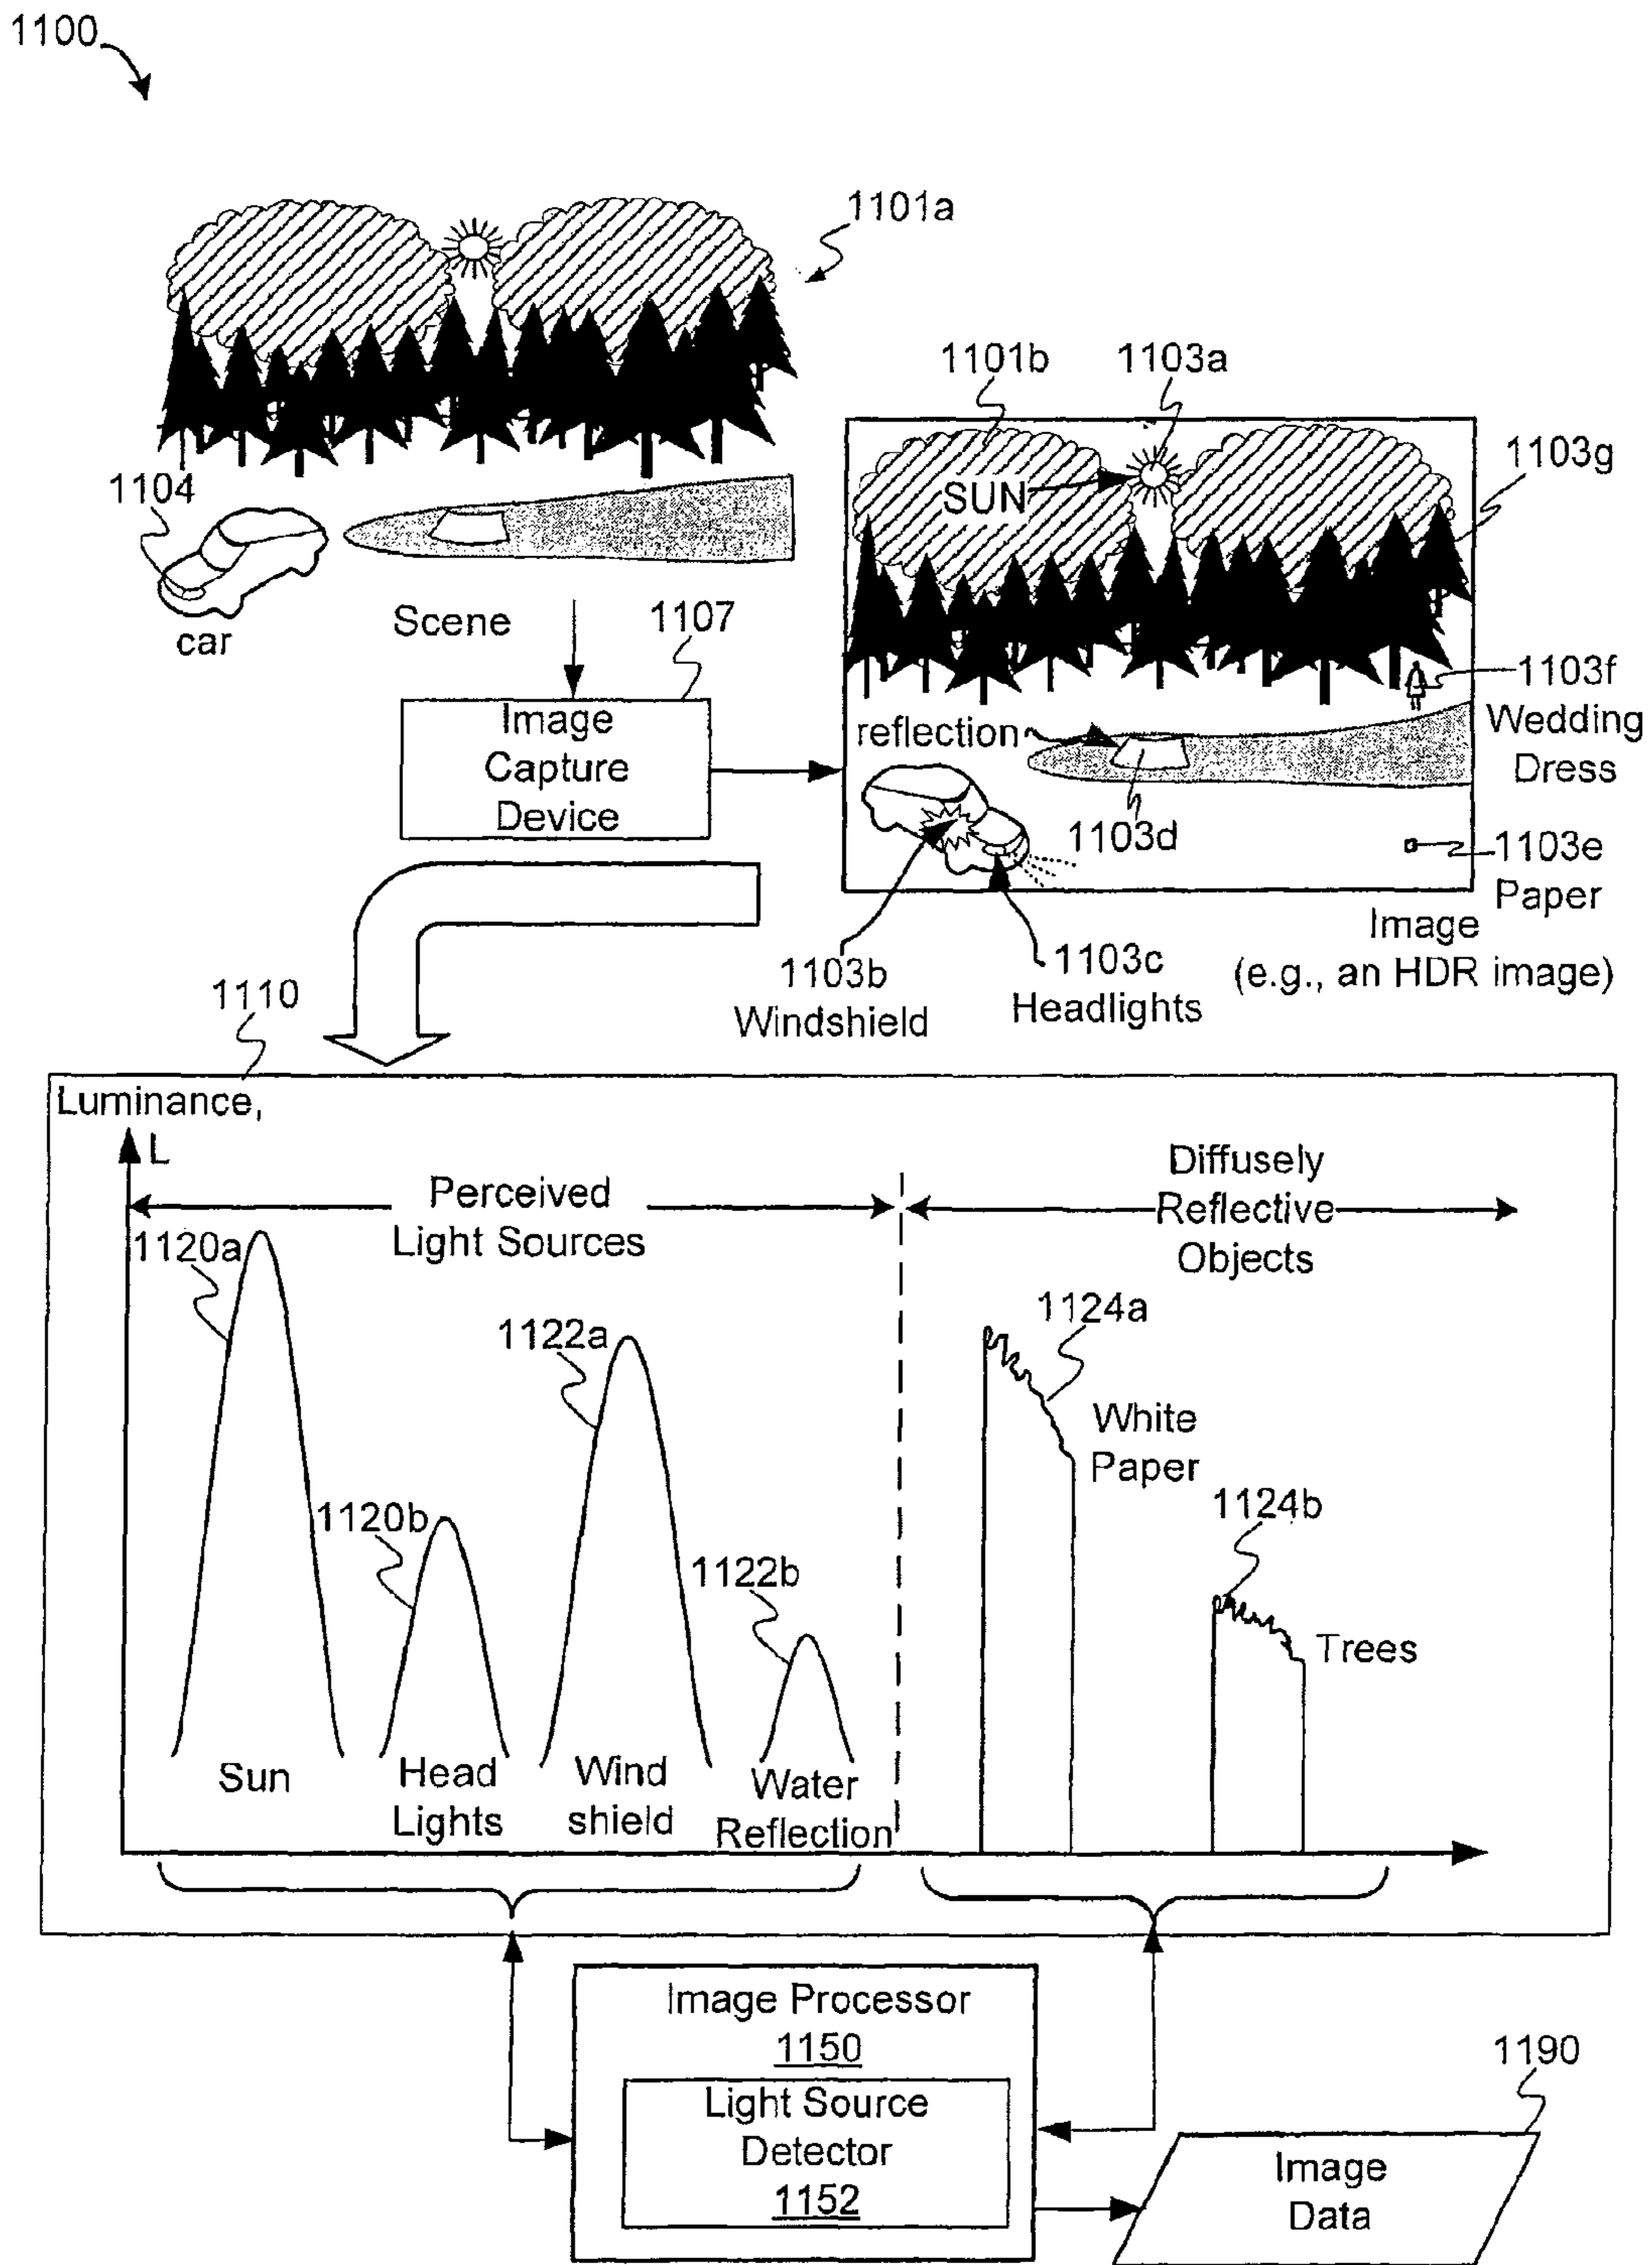 1100
1101a
1101b
1103a
1103g
SUN
1104
car
Scene
1107
Image
Capture
Device
1103f
Wedding
Dress
reflection
1103d
1103e
Paper
Image
(e.g., an HDR image)
1103b
Windshield
1103c
Headlights
1110
Luminance,
L
Perceived
Light Sources
Diffusely
Reflective
Objects
1120a
1124a
1122a
White
Paper
1120b
1124b
1122b
Trees
Sun
Head
Lights
Wind
shield
Water
Reflection
Image Processor
1150
Light Source
Detector
1152
1190
Image
Data